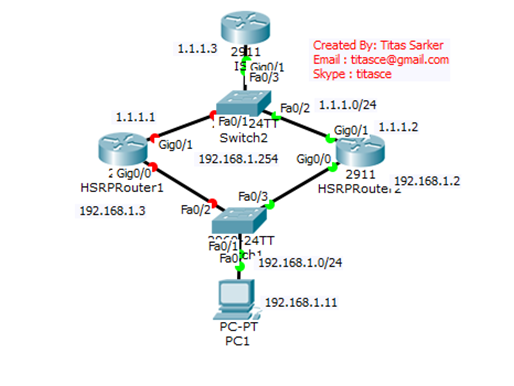 1.1.1.3
2911
IS
Gig0/1
Fa0/3
Created By: Titas Sarker
Email : titasce@gmail.com
Skype : titasce
1.1.1.1
Fa0/1
24TT
Switch2
Fa0/2
1.1.1.0/24
Gig0/1
1.1.1.2
Gig0/1
Gig0/0
HSRPRouter1
192.168.1.254
Gig0/0
2911
192.168.1.2
192.168.1.3
Fa0/2
Fa0/3
24TT
Fa0/1
192.168.1.0/24
192.168.1.11
PC-PT
PC1